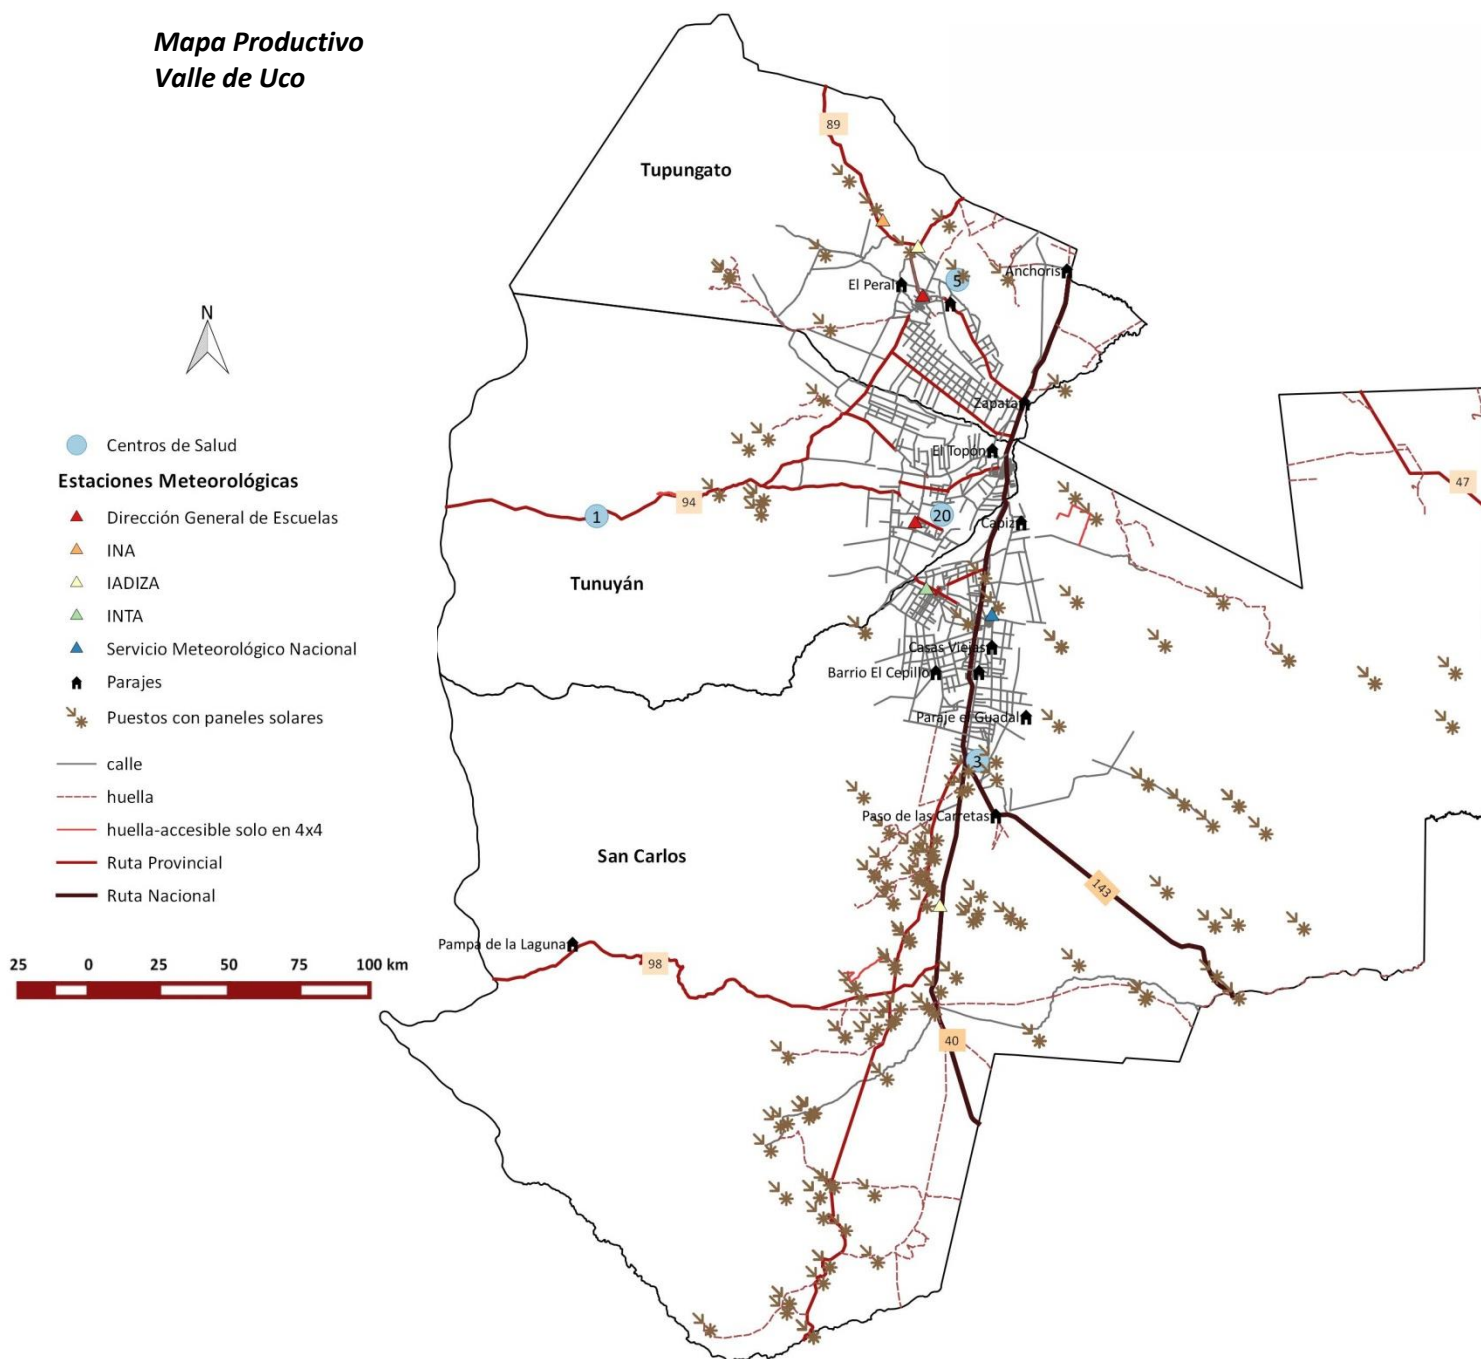 Mapa Productivo
Valle de Uco
89
Tupungato
Anchoris
5
El Peral
N
Zapata
Centros de Salud
El Topon
Estaciones Meteorológicas
47
94
Dirección General de Escuelas
1
20
Capiz
INA
IADIZA
Tunuyán
INTA
Servicio Meteorológico Nacional
Casas Viejas
Parajes
Barrio El Cepillo
Puestos con paneles solares
Paraje el Guadal
calle
3
huella
huella-accesible solo en 4x4
Paso de las Carretas
Ruta Provincial
San Carlos
Ruta Nacional
143
Pampa de la Laguna
98
25 0 25 50 75 100 km
40